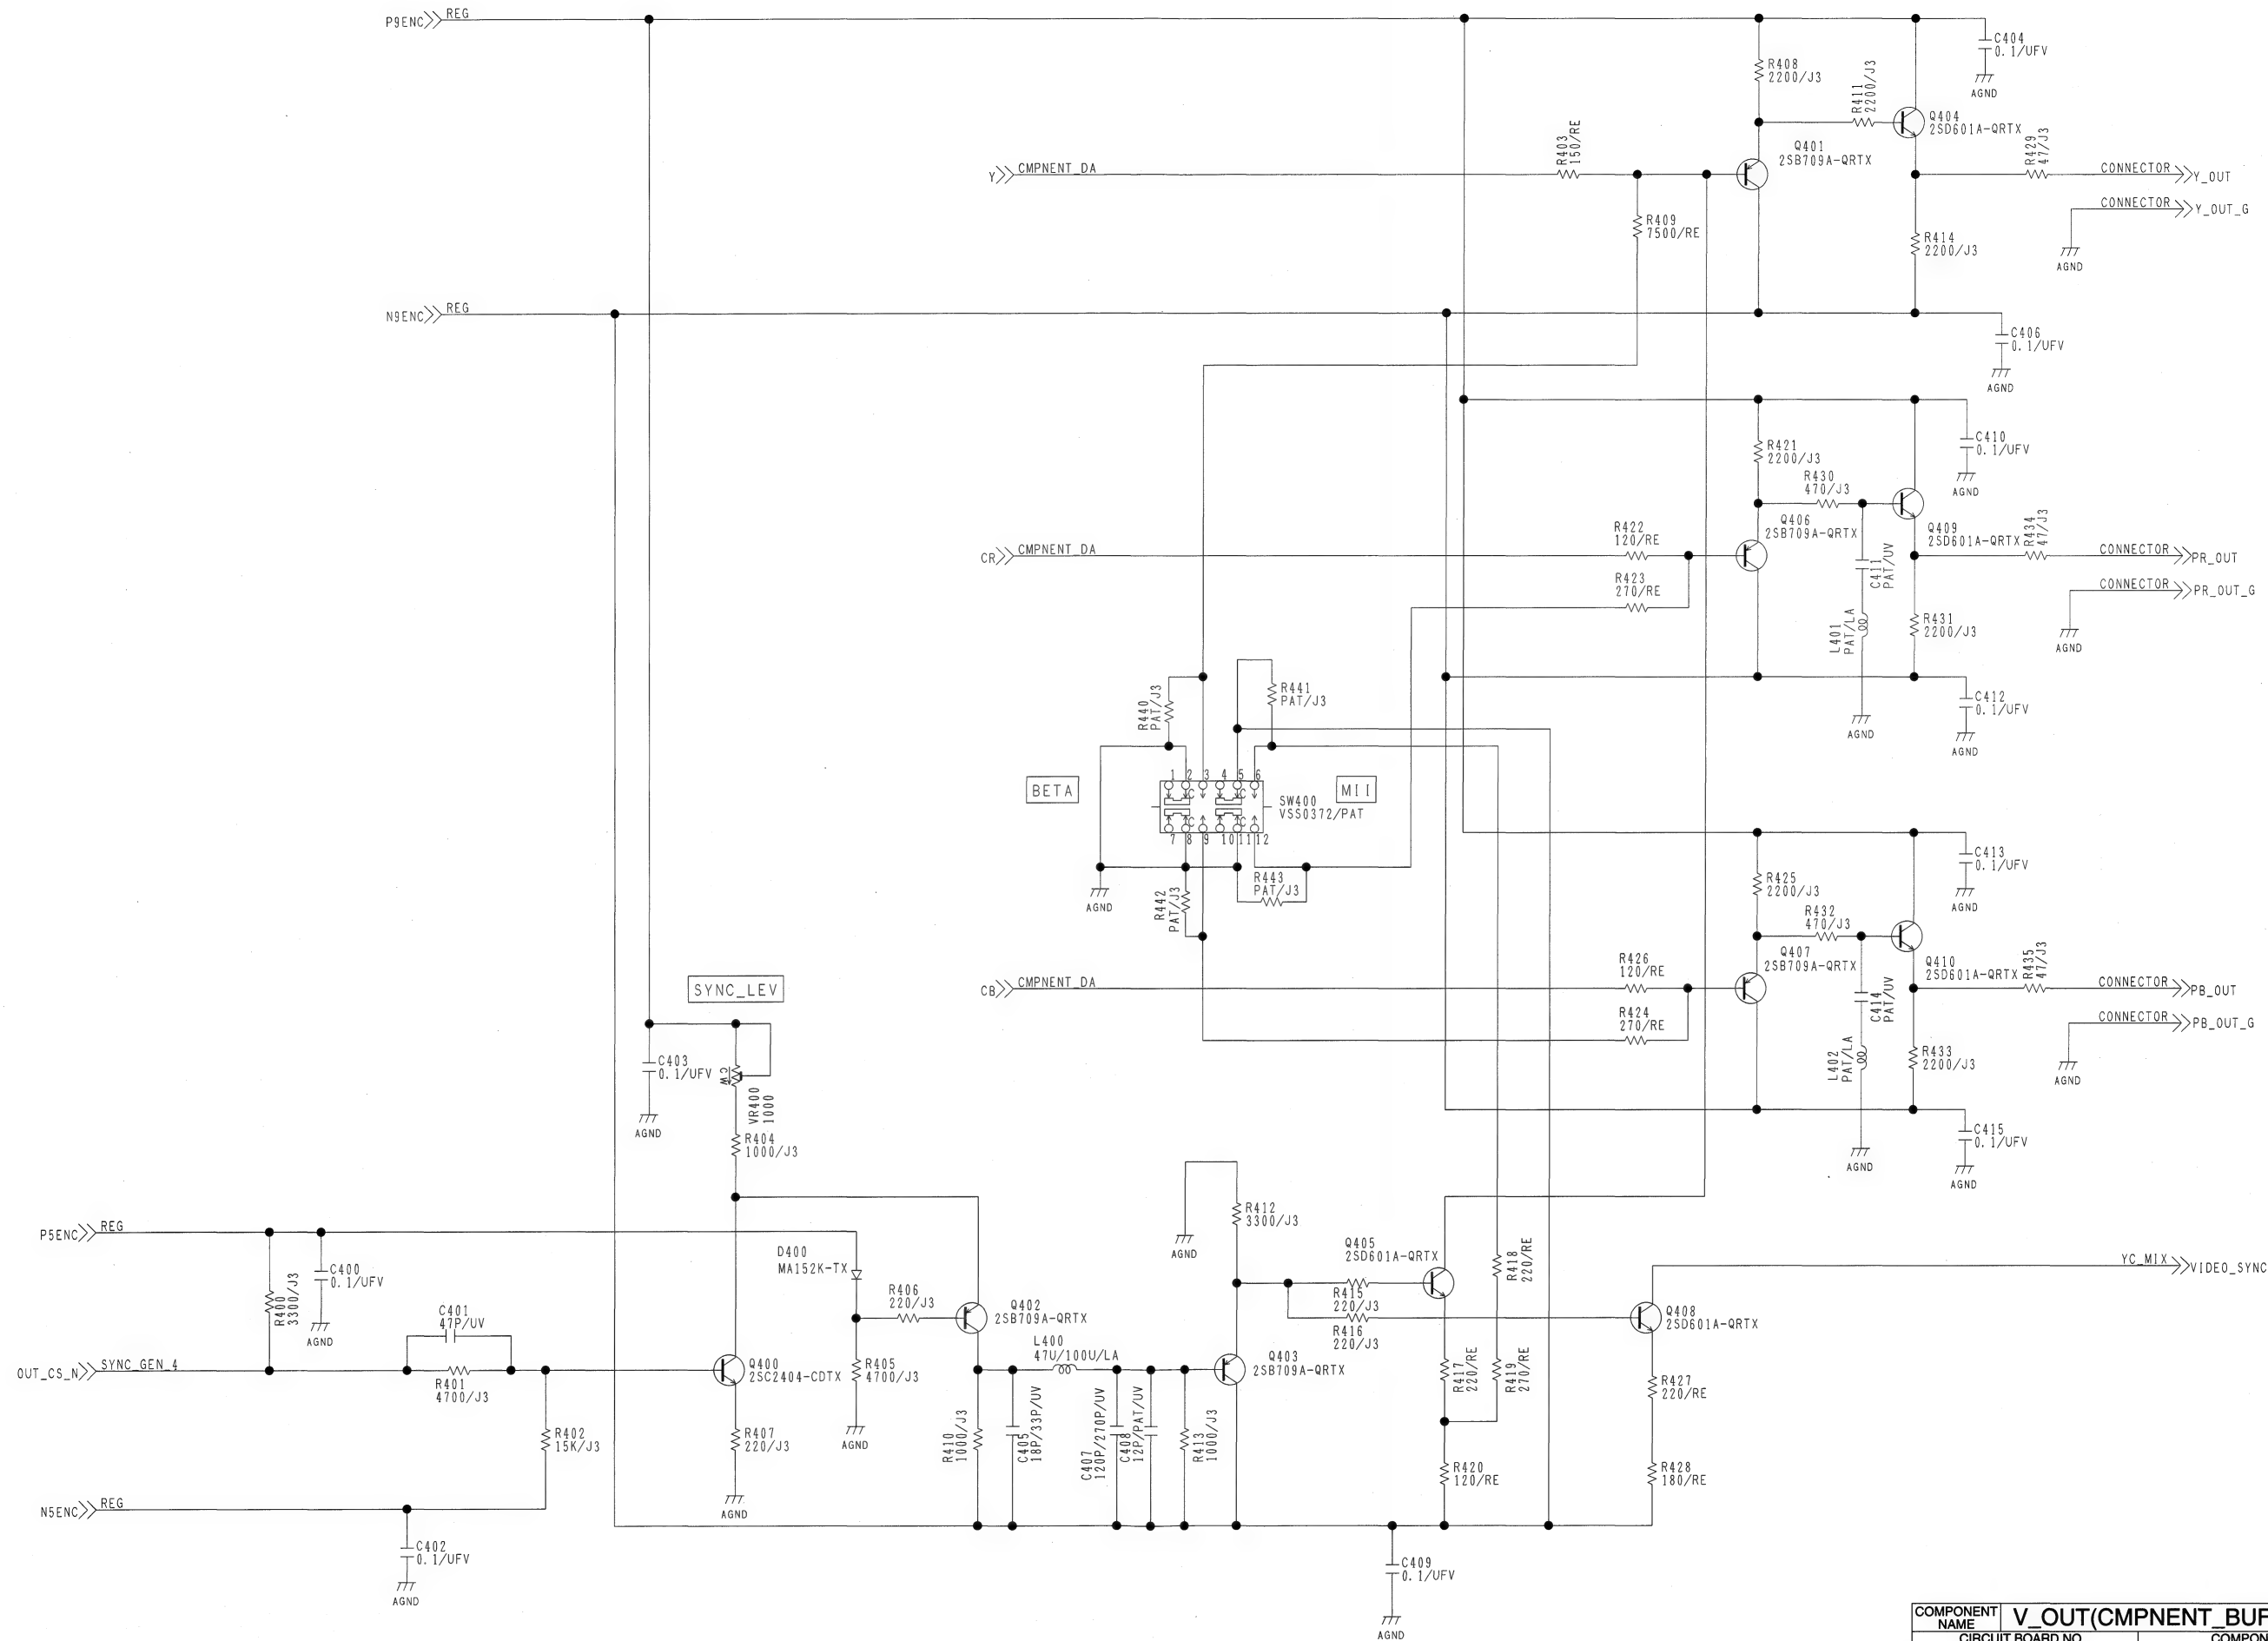 P9ENC REG
C404
0.1/UFV
AGND
R408
2200/J3
R411
2200/J3
Q404
2SD601A-QRTX
Q401
2SB709A-QRTX
R403
150/RE
R429
47/J3
Y CMPNENT_DA
CONNECTOR Y_OUT
CONNECTOR Y_OUT_G
R409
7500/RE
R414
2200/J3
AGND
N9ENC REG
C406
0.1/UFV
AGND
R421
2200/J3
C410
0.1/UFV
AGND
R430
470/J3
Q406
2SB709A-QRTX
Q409
2SD601A-QRTX
R434
47/J3
R422
120/RE
CR CMPNENT_DA
CONNECTOR PR_OUT
R423
270/RE
C411
PAT/UV
CONNECTOR PR_OUT_G
L401
PAT/LA
R431
2200/J3
AGND
R440
PAT/J3
R441
PAT/J3
C412
0.1/UFV
AGND
AGND
1 2 3 4 5 6
BETA
C C
MII
SW400
VSS0372/PAT
C C
7 8 9 10 11 12
R443
PAT/J3
AGND
R442
PAT/J3
C413
0.1/UFV
AGND
R425
2200/J3
R432
470/J3
Q407
2SB709A-QRTX
Q410
2SD601A-QRTX
R435
47/J3
R426
120/RE
SYNC_LEV
CB CMPNENT_DA
CONNECTOR PB_OUT
R424
270/RE
C414
PAT/UV
CONNECTOR PB_OUT_G
L402
PAT/LA
R433
2200/J3
AGND
C403
0.1/UFV
CW
VR400
1000
AGND
R404
1000/J3
C415
0.1/UFV
AGND
AGND
P5ENC REG
R412
3300/J3
AGND
D400
MA152K-TX
Q405
2SD601A-QRTX
R418
220/RE
YC_MIX VIDEO_SYNC
R400
3300/J3
C400
0.1/UFV
AGND
C401
47P/UV
R406
220/J3
Q402
2SB709A-QRTX
R415
220/J3
R416
220/J3
Q408
2SD601A-QRTX
L400
47U/100U/LA
OUT_CS_N SYNC_GEN_4
R401
4700/J3
Q400
2SC2404-CDTX
R405
4700/J3
Q403
2SB709A-QRTX
R417
220/RE
R419
270/RE
R427
220/RE
R402
15K/J3
R407
220/J3
AGND
R410
1000/J3
C405
18P/33P/UV
C407
120P/270P/UV
C408
12P/PAT/UV
R413
1000/J3
R420
120/RE
R428
180/RE
AGND
N5ENC REG
C402
0.1/UFV
AGND
C409
0.1/UFV
AGND
COMPONENT NAME V_OUT(CMPNENT_BUF
CIRCUIT BOARD NO. COMPON